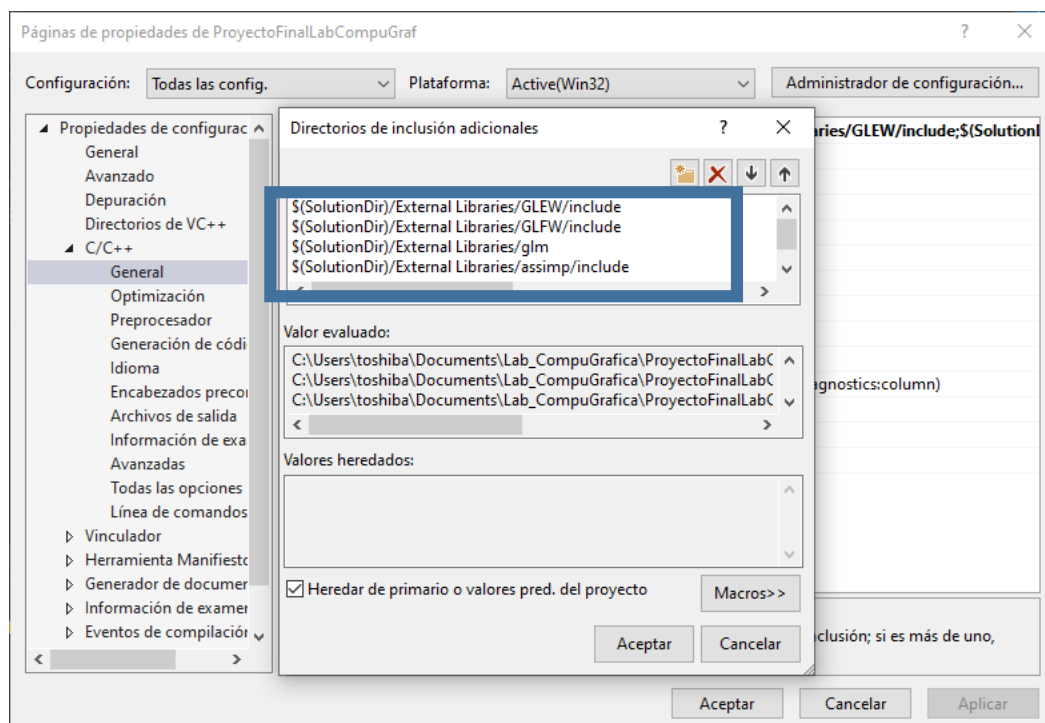 Páginas de propiedades de ProyectoFinalLabCompuGraf
Configuración: Todas las config. Plataforma: Active(Win32) Administrador de configuración...
Propiedades de configurac
General
Avanzado
Depuración
Directorios de VC++
C/C++
General
Optimización
Preprocesador
Generación de códi
Idioma
Encabezados preco
Archivos de salida
Información de exa
Avanzadas
Todas las opciones
Línea de comandos
Vinculador
Herramienta Manifiesto
Generador de documer
Información de examer
Eventos de compilación
Directorios de inclusión adicionales
$(SolutionDir)/External Libraries/GLEW/include
$(SolutionDir)/External Libraries/GLFW/include
$(SolutionDir)/External Libraries/glm
$(SolutionDir)/External Libraries/assimp/include
Valor evaluado:
C:\Users\toshiba\Documents\Lab_CompuGrafica\ProyectoFinalLabC
C:\Users\toshiba\Documents\Lab_CompuGrafica\ProyectoFinalLabC
C:\Users\toshiba\Documents\Lab_CompuGrafica\ProyectoFinalLabC
Valores heredados:
Heredar de primario o valores pred. del proyecto
Macros>>
Aceptar Cancelar
aries/GLEW/include;$(Solution
agnostics:column)
nclusión; si es más de uno,
Aceptar Cancelar Aplicar